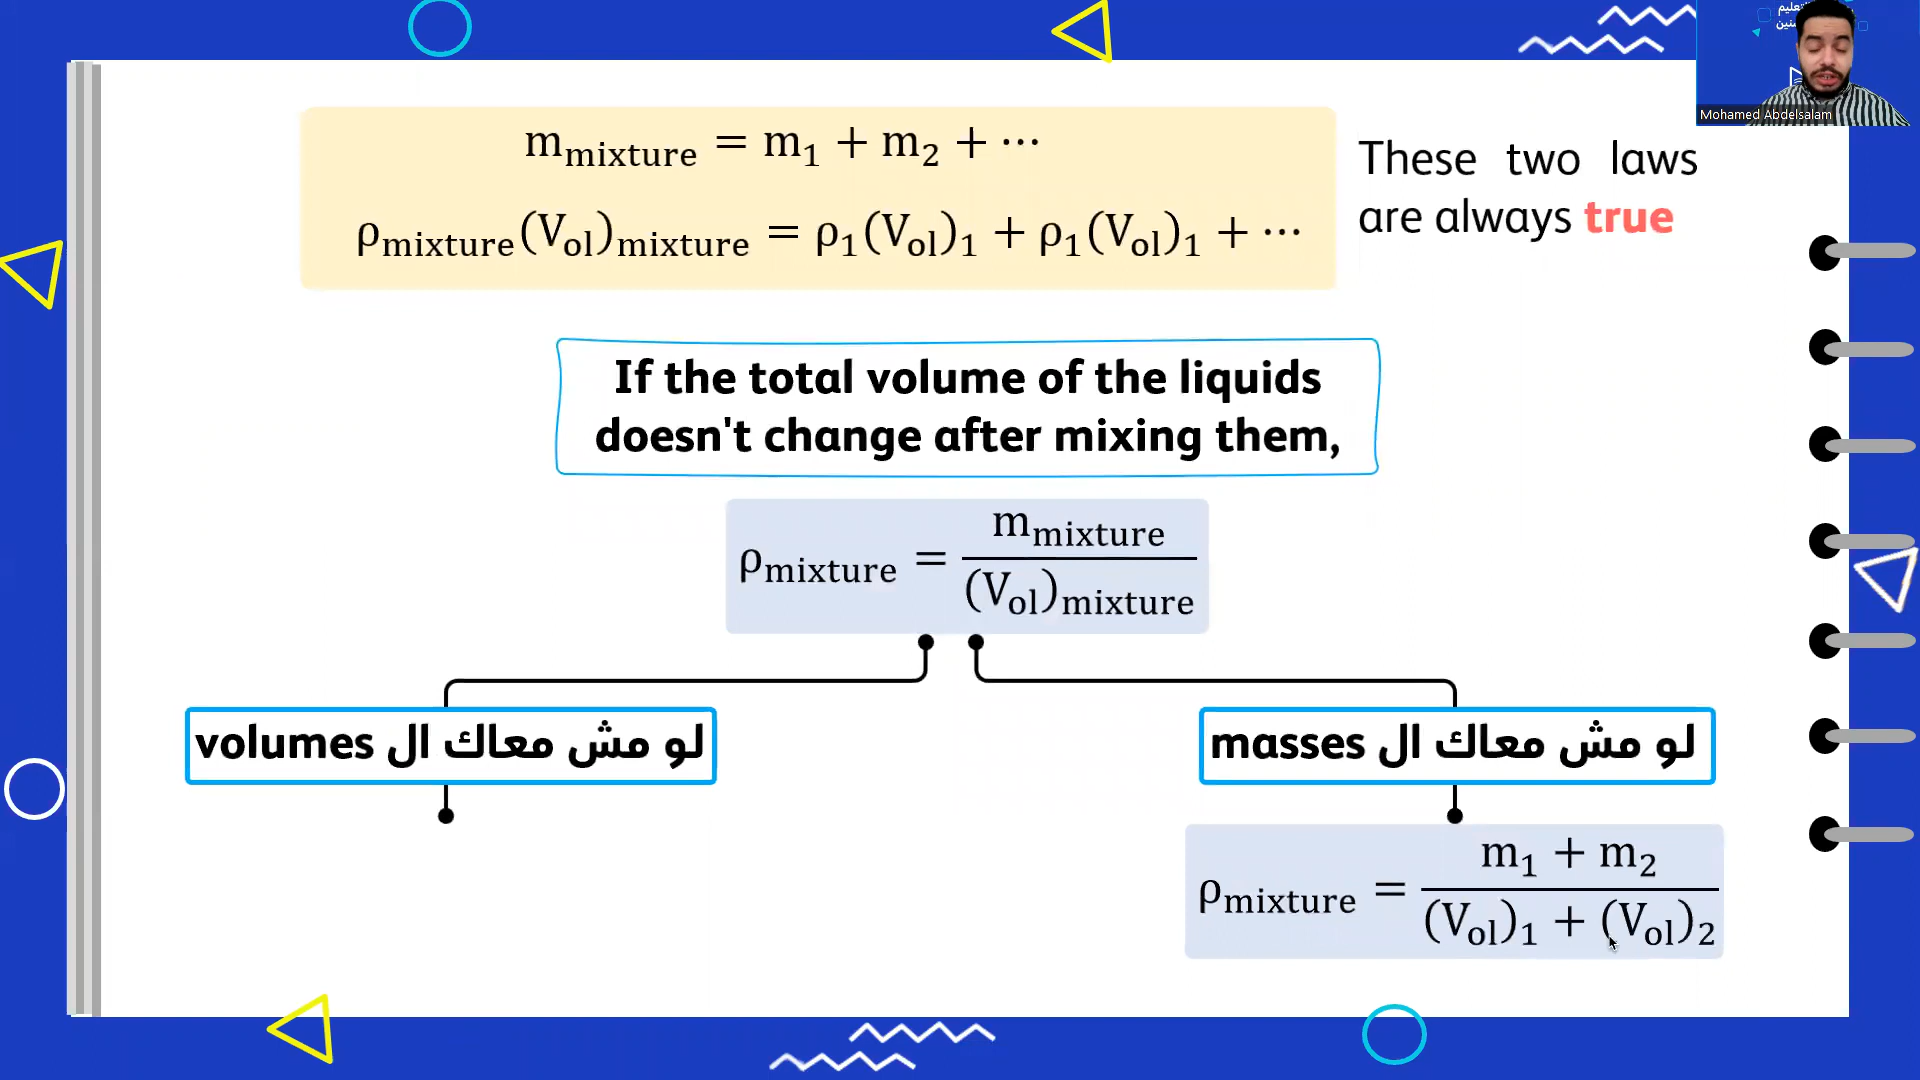 التعليم
Mohamed Abdelsalam
m_mixture = m_1 + m_2 + ⋯
ρ_mixture(V_ol)_mixture = ρ_1(V_ol)_1 + ρ_1(V_ol)_1 + ⋯
These two laws
are always true
If the total volume of the liquids
doesn't change after mixing them,
ρ_mixture = m_mixture / (V_ol)_mixture
لو مش معاك ال volumes
لو مش معاك ال masses
ρ_mixture = (m_1 + m_2) / ((V_ol)_1 + (V_ol)_2)